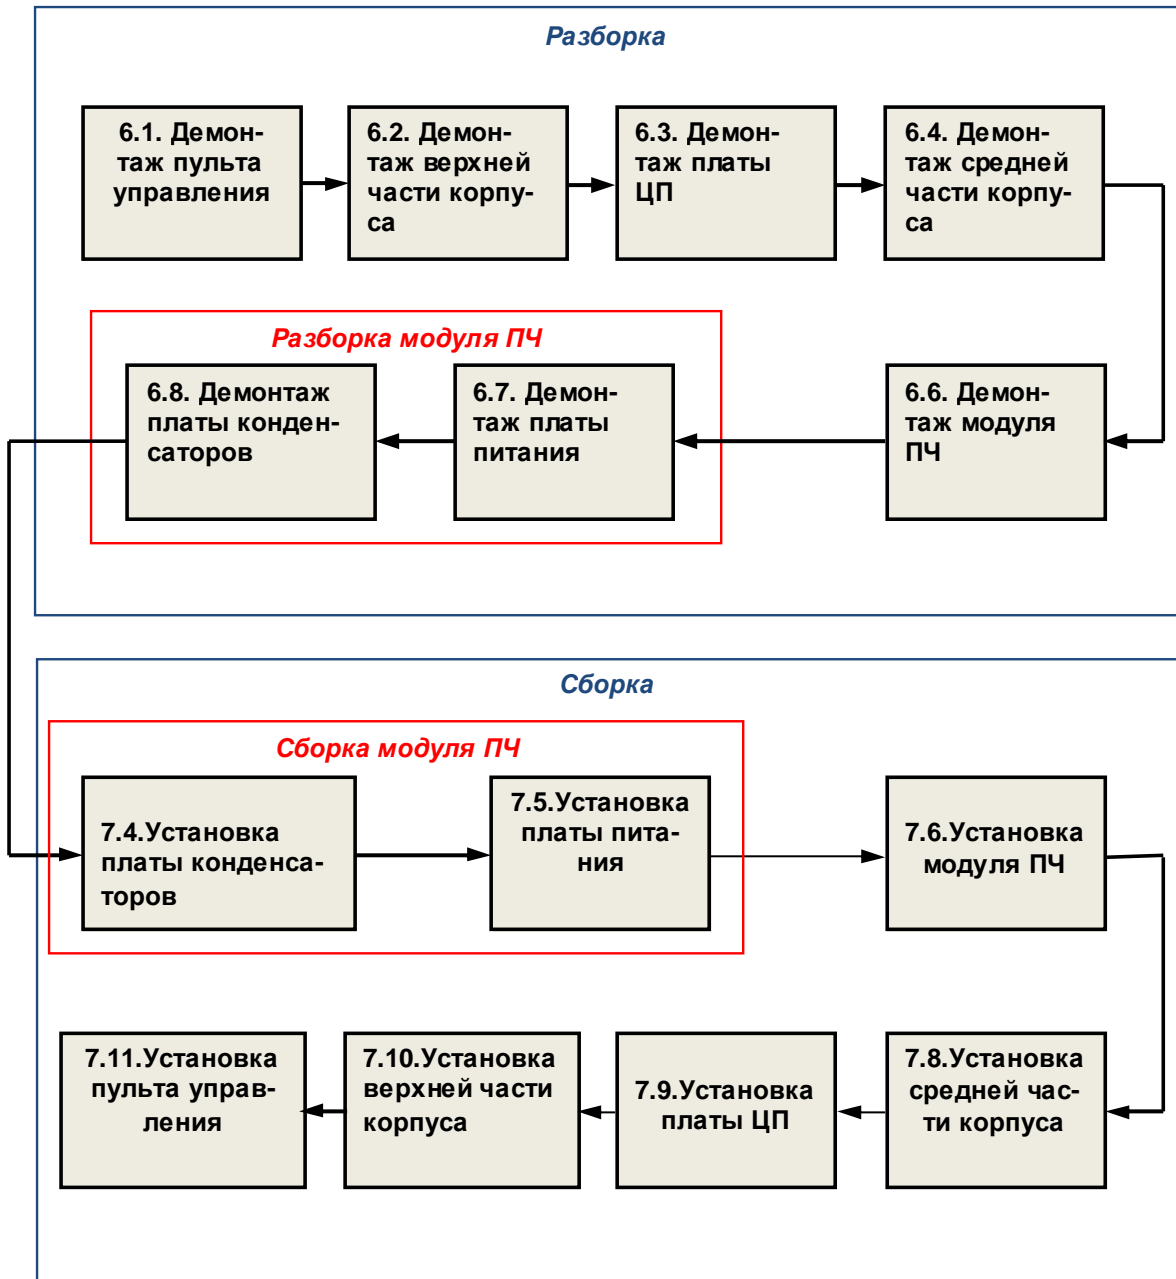 Разборка
6.1. Демон-
таж пульта
управления
6.2. Демон-
таж верхней
части корпу-
са
6.3. Демон-
таж платы
ЦП
6.4. Демон-
таж средней
части корпу-
са
Разборка модуля ПЧ
6.8. Демонтаж
платы конден-
саторов
6.7. Демон-
таж платы
питания
6.6. Демон-
таж модуля
ПЧ
Сборка
Сборка модуля ПЧ
7.4.Установка
платы конденса-
торов
7.5.Установка
платы пита-
ния
7.6.Установка
модуля ПЧ
7.11.Установка
пульта управ-
ления
7.10.Установка
верхней части
корпуса
7.9.Установка
платы ЦП
7.8.Установка
средней час-
ти корпуса